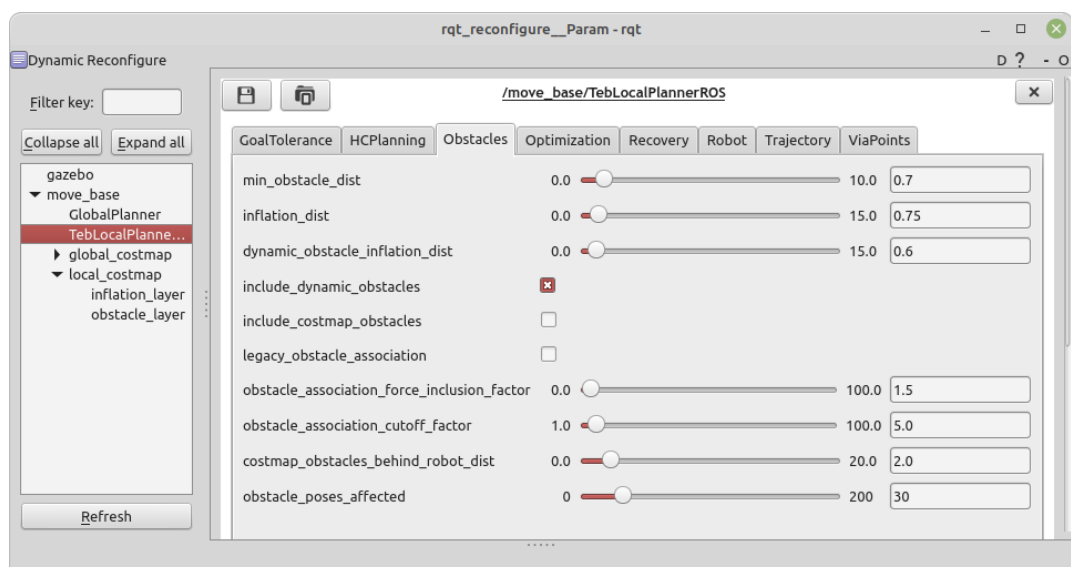 rqt_reconfigure__Param - rqt
Dynamic Reconfigure
D ? - O
Filter key:
/move_base/TebLocalPlannerROS
Collapse all Expand all
GoalTolerance HCPlanning Obstacles Optimization Recovery Robot Trajectory ViaPoints
gazebo
move_base
GlobalPlanner
TebLocalPlanne...
global_costmap
local_costmap
inflation_layer
obstacle_layer
Refresh
min_obstacle_dist 0.0 10.0 0.7
inflation_dist 0.0 15.0 0.75
dynamic_obstacle_inflation_dist 0.0 15.0 0.6
include_dynamic_obstacles
include_costmap_obstacles
legacy_obstacle_association
obstacle_association_force_inclusion_factor 0.0 100.0 1.5
obstacle_association_cutoff_factor 1.0 100.0 5.0
costmap_obstacles_behind_robot_dist 0.0 20.0 2.0
obstacle_poses_affected 0 200 30